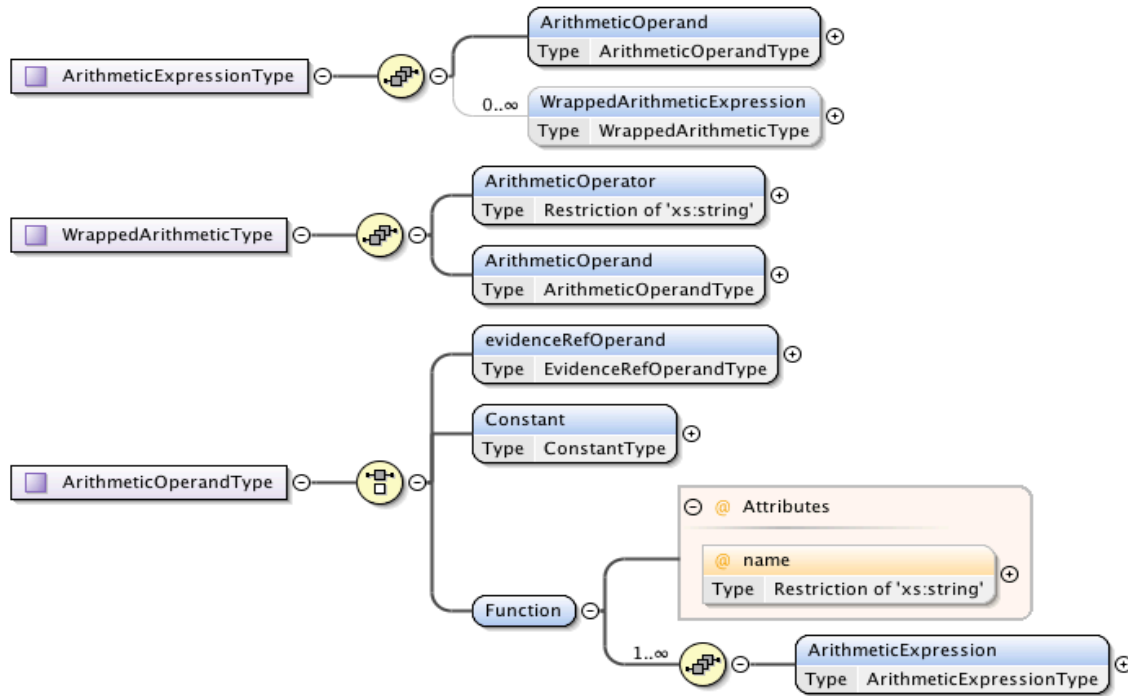 ArithmeticExpressionType
ArithmeticOperand
Type ArithmeticOperandType
0..∞
WrappedArithmeticExpression
Type WrappedArithmeticType
WrappedArithmeticType
ArithmeticOperator
Type Restriction of 'xs:string'
ArithmeticOperand
Type ArithmeticOperandType
ArithmeticOperandType
evidenceRefOperand
Type EvidenceRefOperandType
Constant
Type ConstantType
Function
@ Attributes
@ name
Type Restriction of 'xs:string'
1..∞
ArithmeticExpression
Type ArithmeticExpressionType